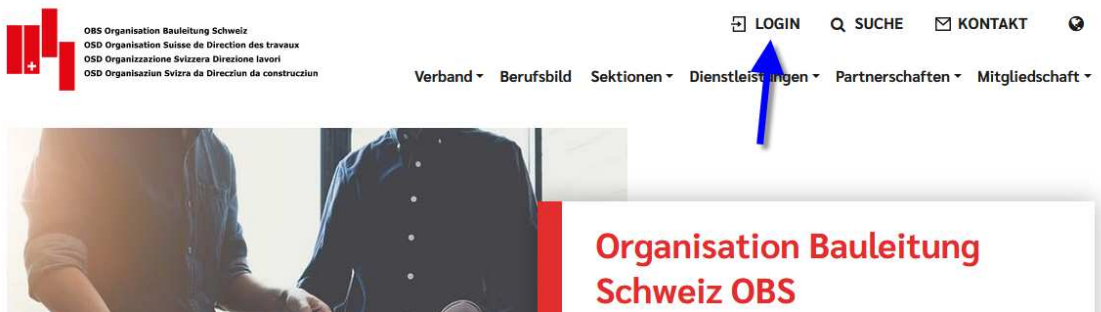 OBS Organisation Bauleitung Schweiz
OSD Organisation Suisse de Direction des travaux
OSD Organizzazione Svizzera Direzione lavori
OSD Organisaziun Svizra da Direcziun da construcziun
LOGIN SUCHE KONTAKT
Verband Berufsbild Sektionen Dienstleistungen Partnerschaften Mitgliedschaft
Organisation Bauleitung
Schweiz OBS